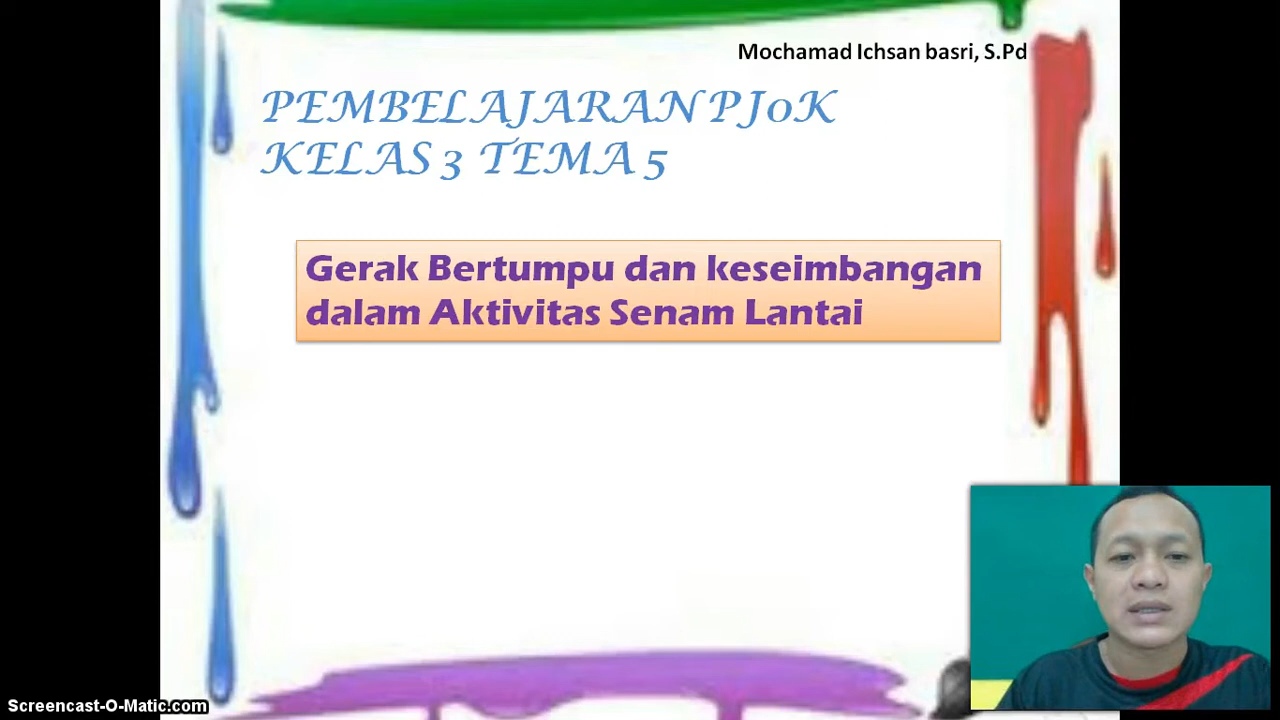 Mochamad Ichsan basri, S.Pd
PEMBELAJARAN PJOK
KELAS 3 TEMA 5
Gerak Bertumpu dan keseimbangan
dalam Aktivitas Senam Lantai
Screencast-O-Matic.com